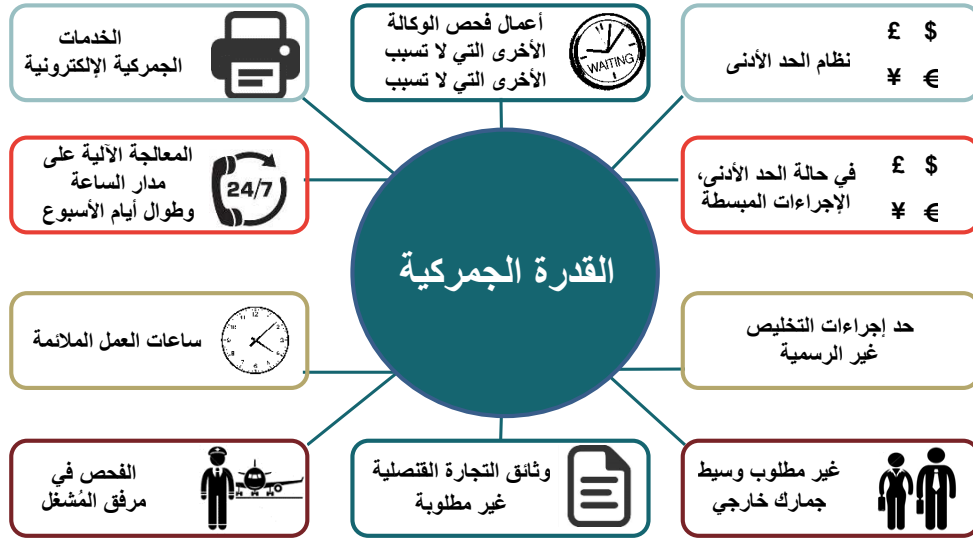 القدرة الجمركية
أعمال فحص الوكالة
الأخرى التي لا تسبب
الأخرى التي لا تسبب
WAITING
£ $
نظام الحد الأدنى
¥ €
£ $
في حالة الحد الأدنى،
الإجراءات المبسطة
¥ €
حد إجراءات التخليص
غير الرسمية
غير مطلوب وسيط
جمارك خارجي
وثائق التجارة القنصلية
غير مطلوبة
الفحص في
مرفق المُشغل
ساعات العمل الملائمة
المعالجة الآلية على
مدار الساعة
وطوال أيام الأسبوع
24/7
الخدمات
الجمركية الإلكترونية